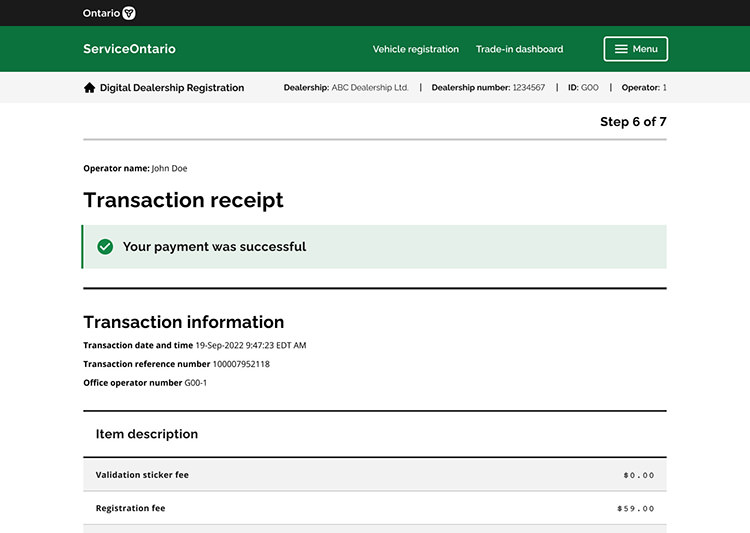 Ontario
ServiceOntario Vehicle registration Trade-in dashboard Menu
Digital Dealership Registration Dealership: ABC Dealership Ltd. | Dealership number: 1234567 | ID: G00 | Operator: 1
Step 6 of 7
Operator name: John Doe
Transaction receipt
Your payment was successful
Transaction information
Transaction date and time 19-Sep-2022 9:47:23 EDT AM
Transaction reference number 100007952118
Office operator number G00-1
Item description
Validation sticker fee $0.00
Registration fee $59.00